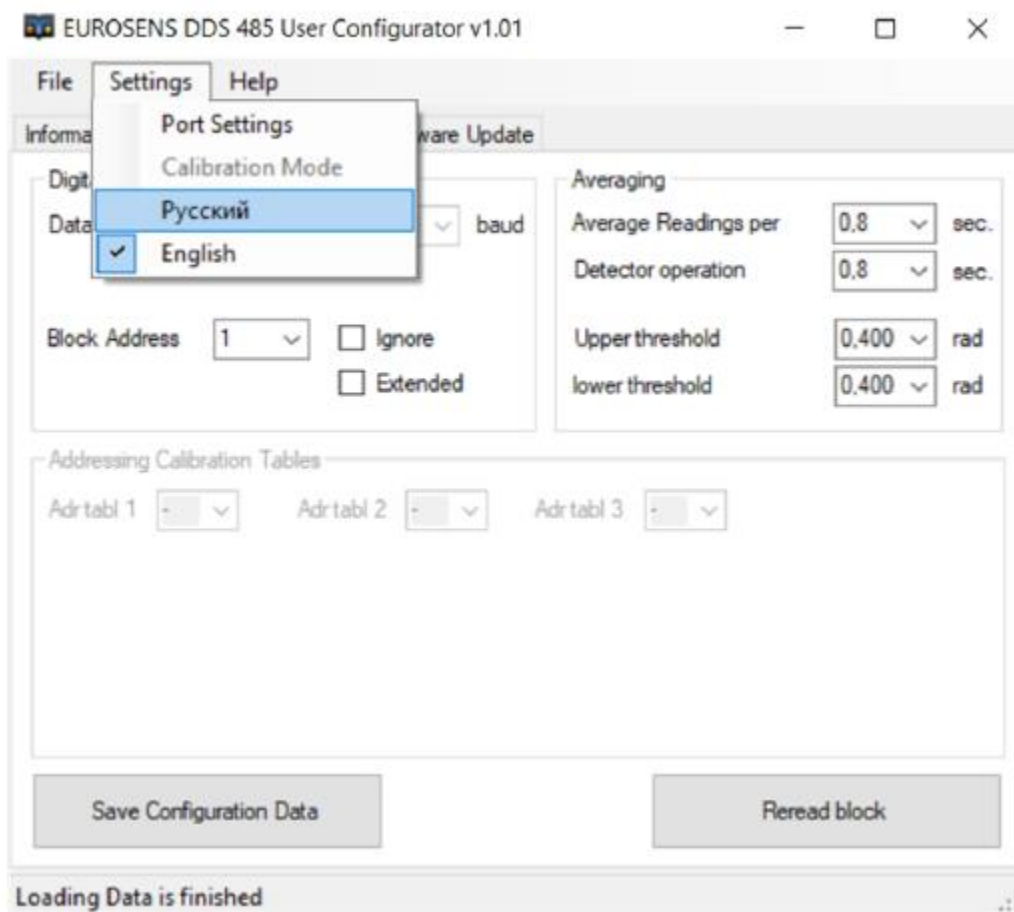 EUROSENS DDS 485 User Configurator v1.01
File Settings Help
Port Settings
Calibration Mode
Русский
English
Informa
ware Update
Digit
Data
baud
Block Address 1 Ignore
Extended
Averaging
Average Readings per 0,8 sec.
Detector operation 0,8 sec.
Upper threshold 0,400 rad
lower threshold 0,400 rad
Addressing Calibration Tables
Adr tabl 1 - Adr tabl 2 - Adr tabl 3 -
Save Configuration Data Reread block
Loading Data is finished